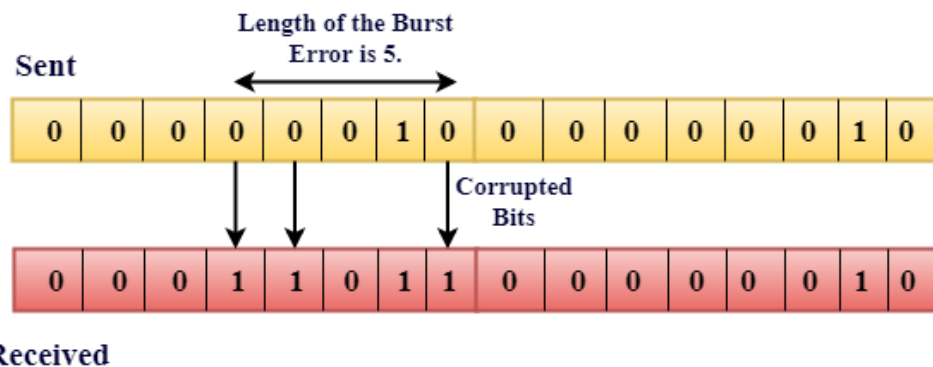 Length of the Burst
Error is 5.
Sent
0 0 0 0 0 0 1 0 0 0 0 0 0 0 1 0
Corrupted
Bits
0 0 0 1 1 0 1 1 0 0 0 0 0 0 1 0
Received